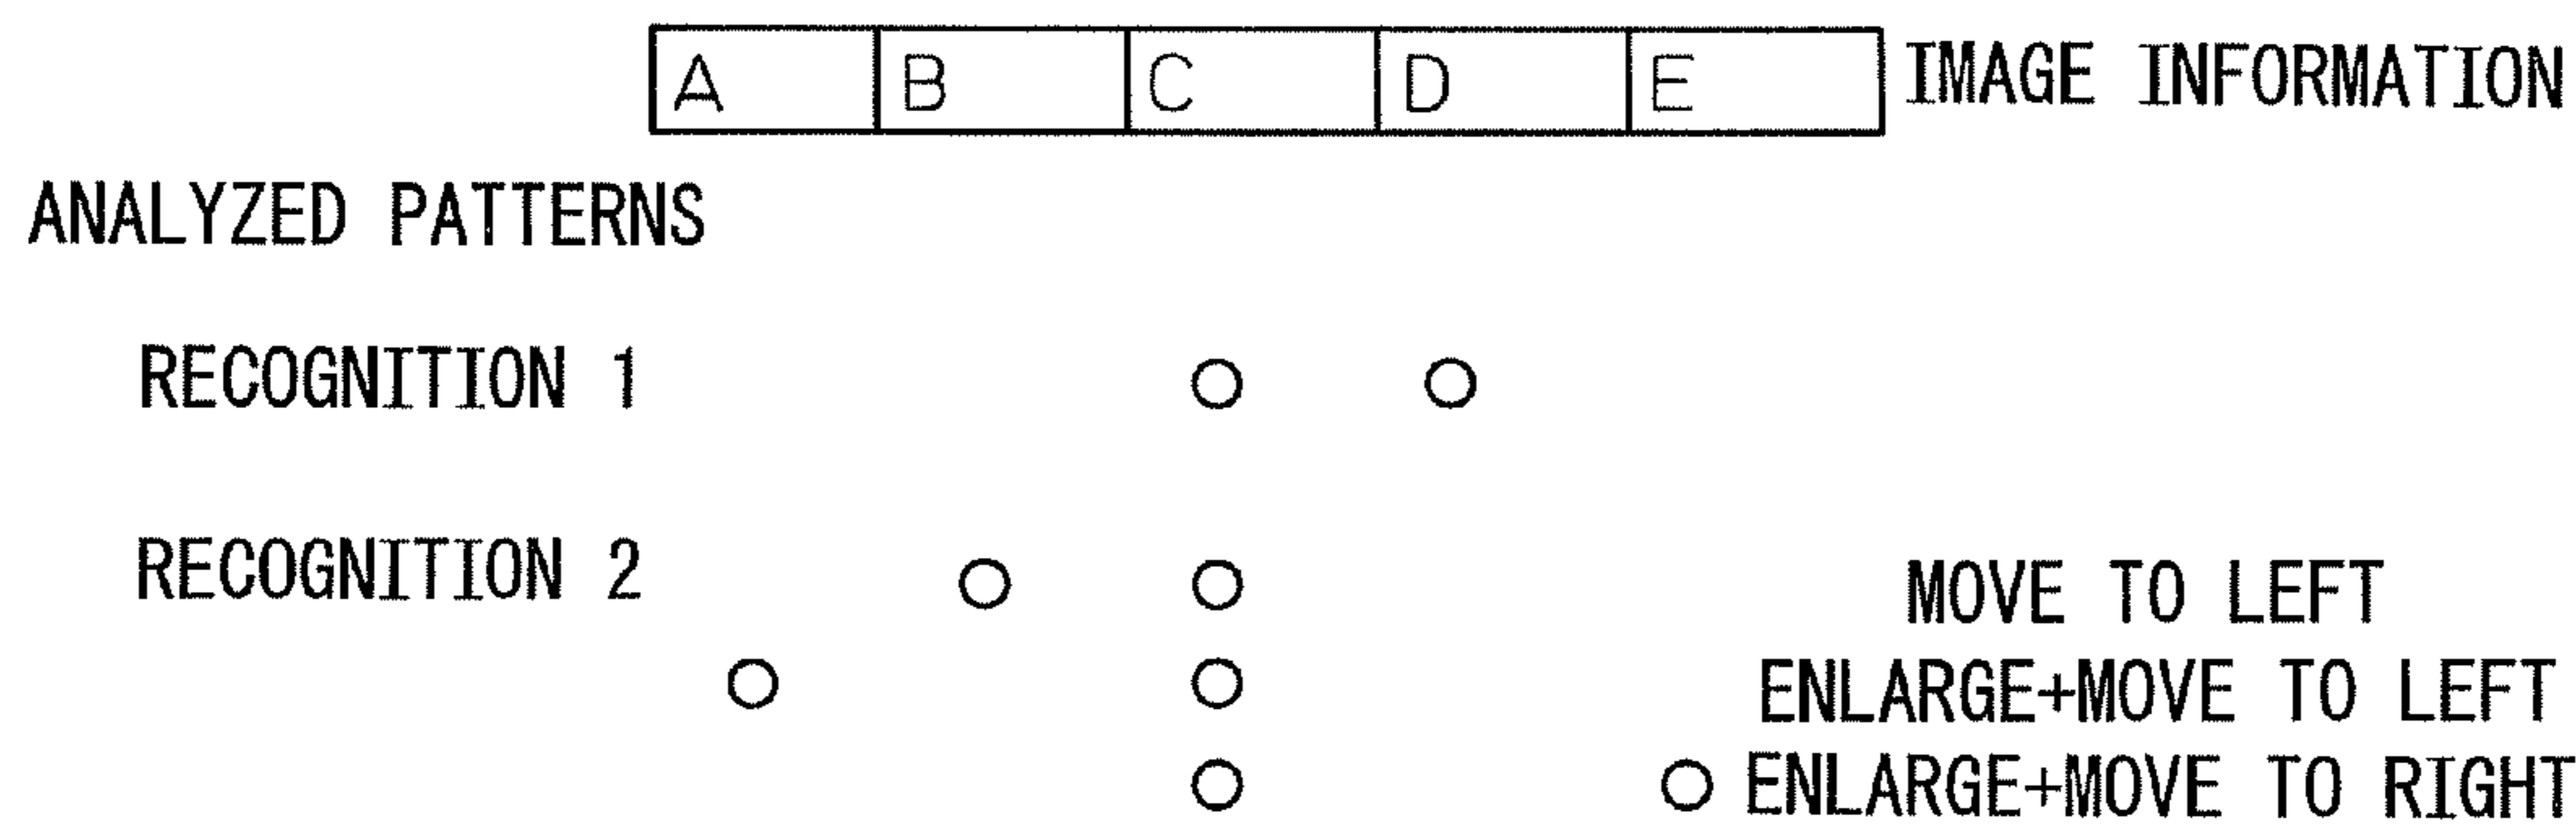 A B C D E IMAGE INFORMATION
ANALYZED PATTERNS
RECOGNITION 1
RECOGNITION 2
MOVE TO LEFT
ENLARGE+MOVE TO LEFT
ENLARGE+MOVE TO RIGHT